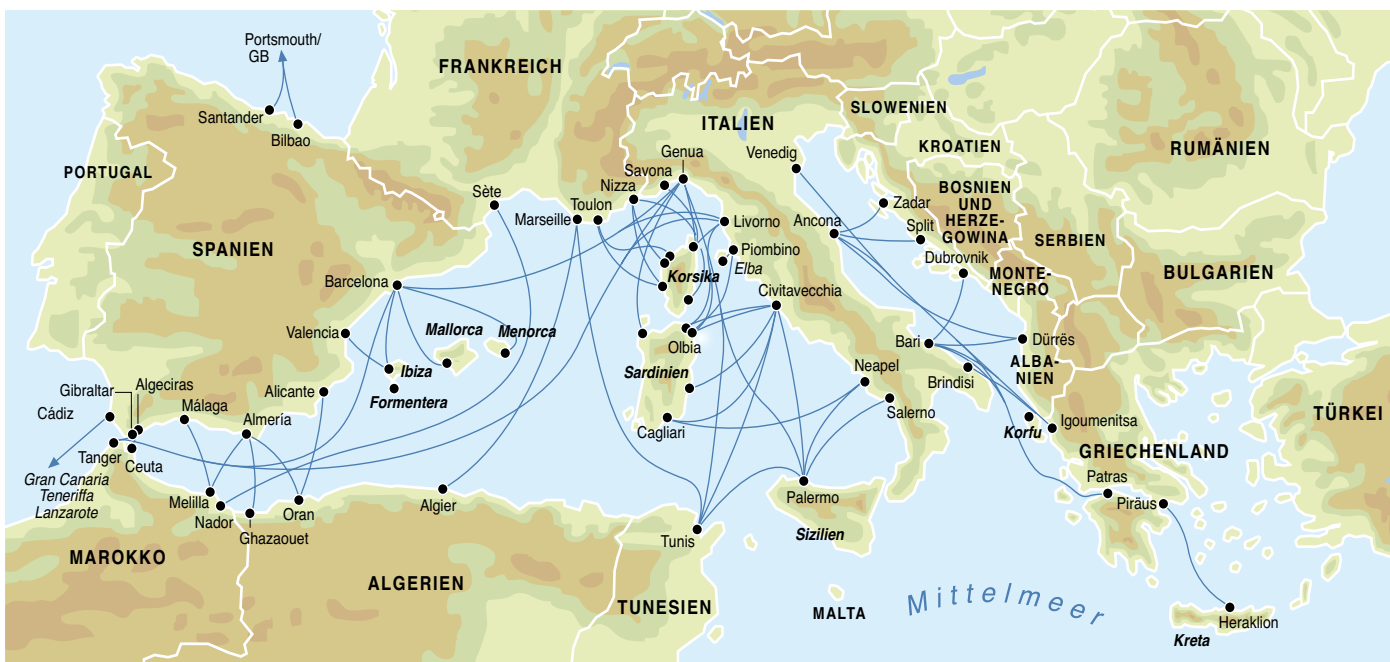 Portsmouth/
GB
Santander
Bilbao
FRANKREICH
PORTUGAL
SPANIEN
Sète
Marseille
Toulon
Nizza
Savona
Genua
ITALIEN
Venedig
SLOWENIEN
KROATIEN
RUMÄNIEN
BOSNIEN
UND
HERZE-
GOWINA
SERBIEN
MONTE-
NEGRO
BULGARIEN
Zadar
Split
Dubrovnik
Ancona
Livorno
Piombino
Elba
Korsika
Civitavecchia
Barcelona
Valencia
Mallorca
Menorca
Ibiza
Formentera
Olbia
Sardinien
Cagliari
Neapel
Salerno
Bari
Brindisi
Dürrës
ALBA-
NIEN
Korfu
Igoumenitsa
GRIECHENLAND
TÜRKEI
Patras
Piräus
Gibraltar
Algeciras
Cádiz
Málaga
Almería
Alicante
Tanger
Ceuta
Gran Canaria
Teneriffa
Lanzarote
Melilla
Nador
Ghazaouet
Oran
Algier
Tunis
Palermo
Sizilien
MAROKKO
ALGERIEN
TUNESIEN
MALTA
Mittelmeer
Heraklion
Kreta